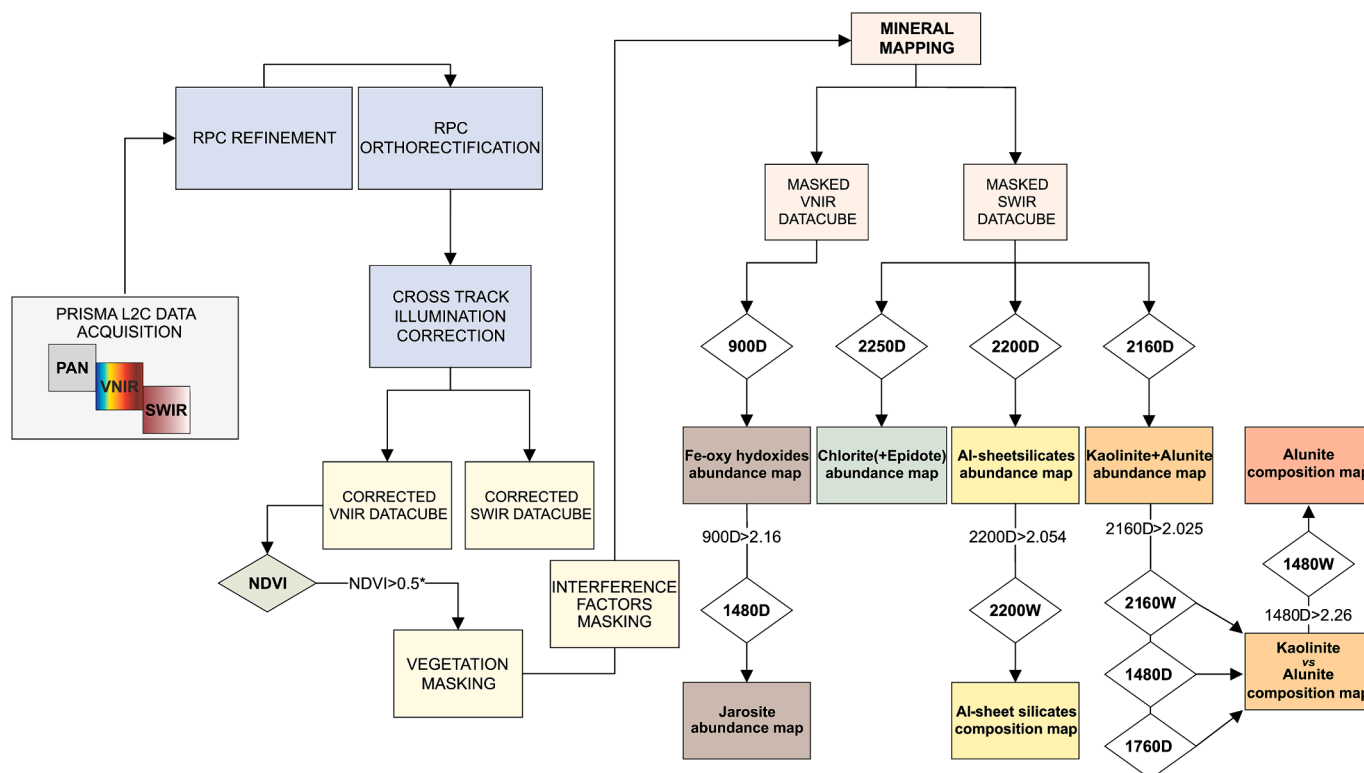 PRISMA L2C DATA
ACQUISITION
PAN
VNIR
SWIR
RPC REFINEMENT
RPC
ORTHORECTIFICATION
CROSS TRACK
ILLUMINATION
CORRECTION
CORRECTED
VNIR DATACUBE
CORRECTED
SWIR DATACUBE
NDVI
NDVI>0.5*
VEGETATION
MASKING
INTERFERENCE
FACTORS
MASKING
MINERAL
MAPPING
MASKED
VNIR
DATACUBE
MASKED
SWIR
DATACUBE
900D
2250D
2200D
2160D
Fe-oxy hydoxides
abundance map
Chlorite(+Epidote)
abundance map
Al-sheetsilicates
abundance map
Kaolinite+Alunite
abundance map
Alunite
composition map
900D>2.16
2200D>2.054
2160D>2.025
1480D
2200W
2160W
1480D
1760D
1480W
1480D>2.26
Jarosite
abundance map
Al-sheet silicates
composition map
Kaolinite
vs
Alunite
composition map